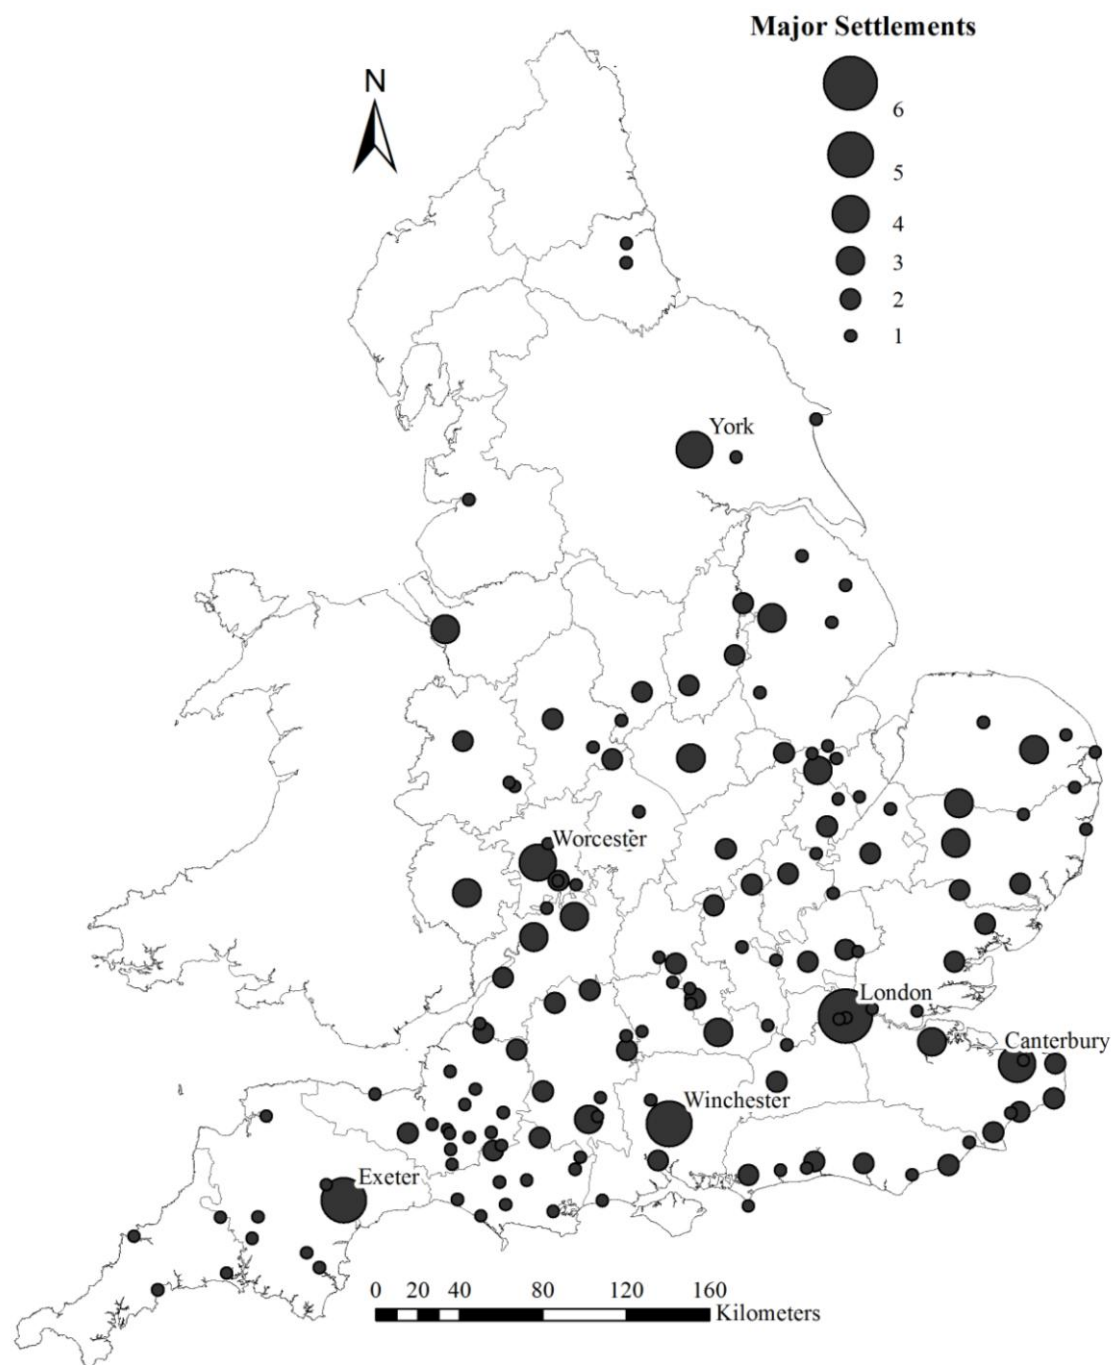 Major Settlements
6
N
5
4
3
2
1
York
Worcester
London
Canterbury
Winchester
Exeter
0 20 40 80 120 160
Kilometers